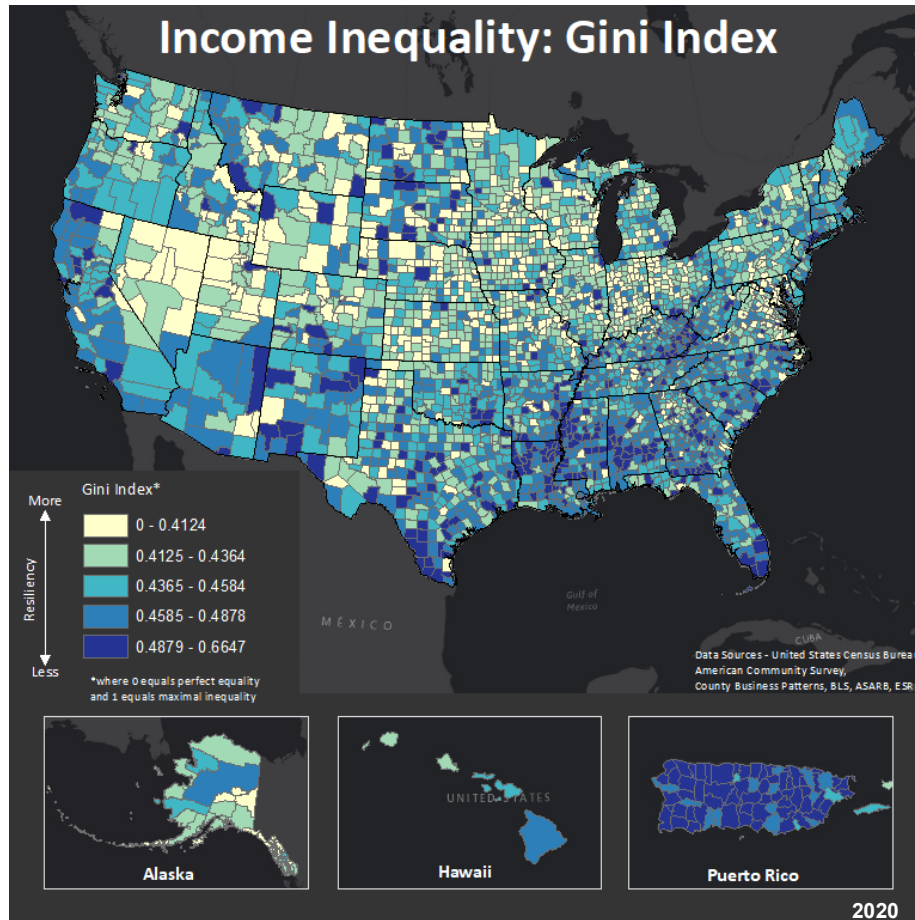 Income Inequality: Gini Index
More
Resiliency
Less
Gini Index*
0 - 0.4124
0.4125 - 0.4364
0.4365 - 0.4584
0.4585 - 0.4878
0.4879 - 0.6647
*where 0 equals perfect equality
and 1 equals maximal inequality
MÉXICO
Gulf of
Mexico
CUBA
Data Sources - United States Census Burea
American Community Survey,
County Business Patterns, BLS, ASARB, ESR
Alaska
UNITED STATES
Hawaii
Puerto Rico
2020